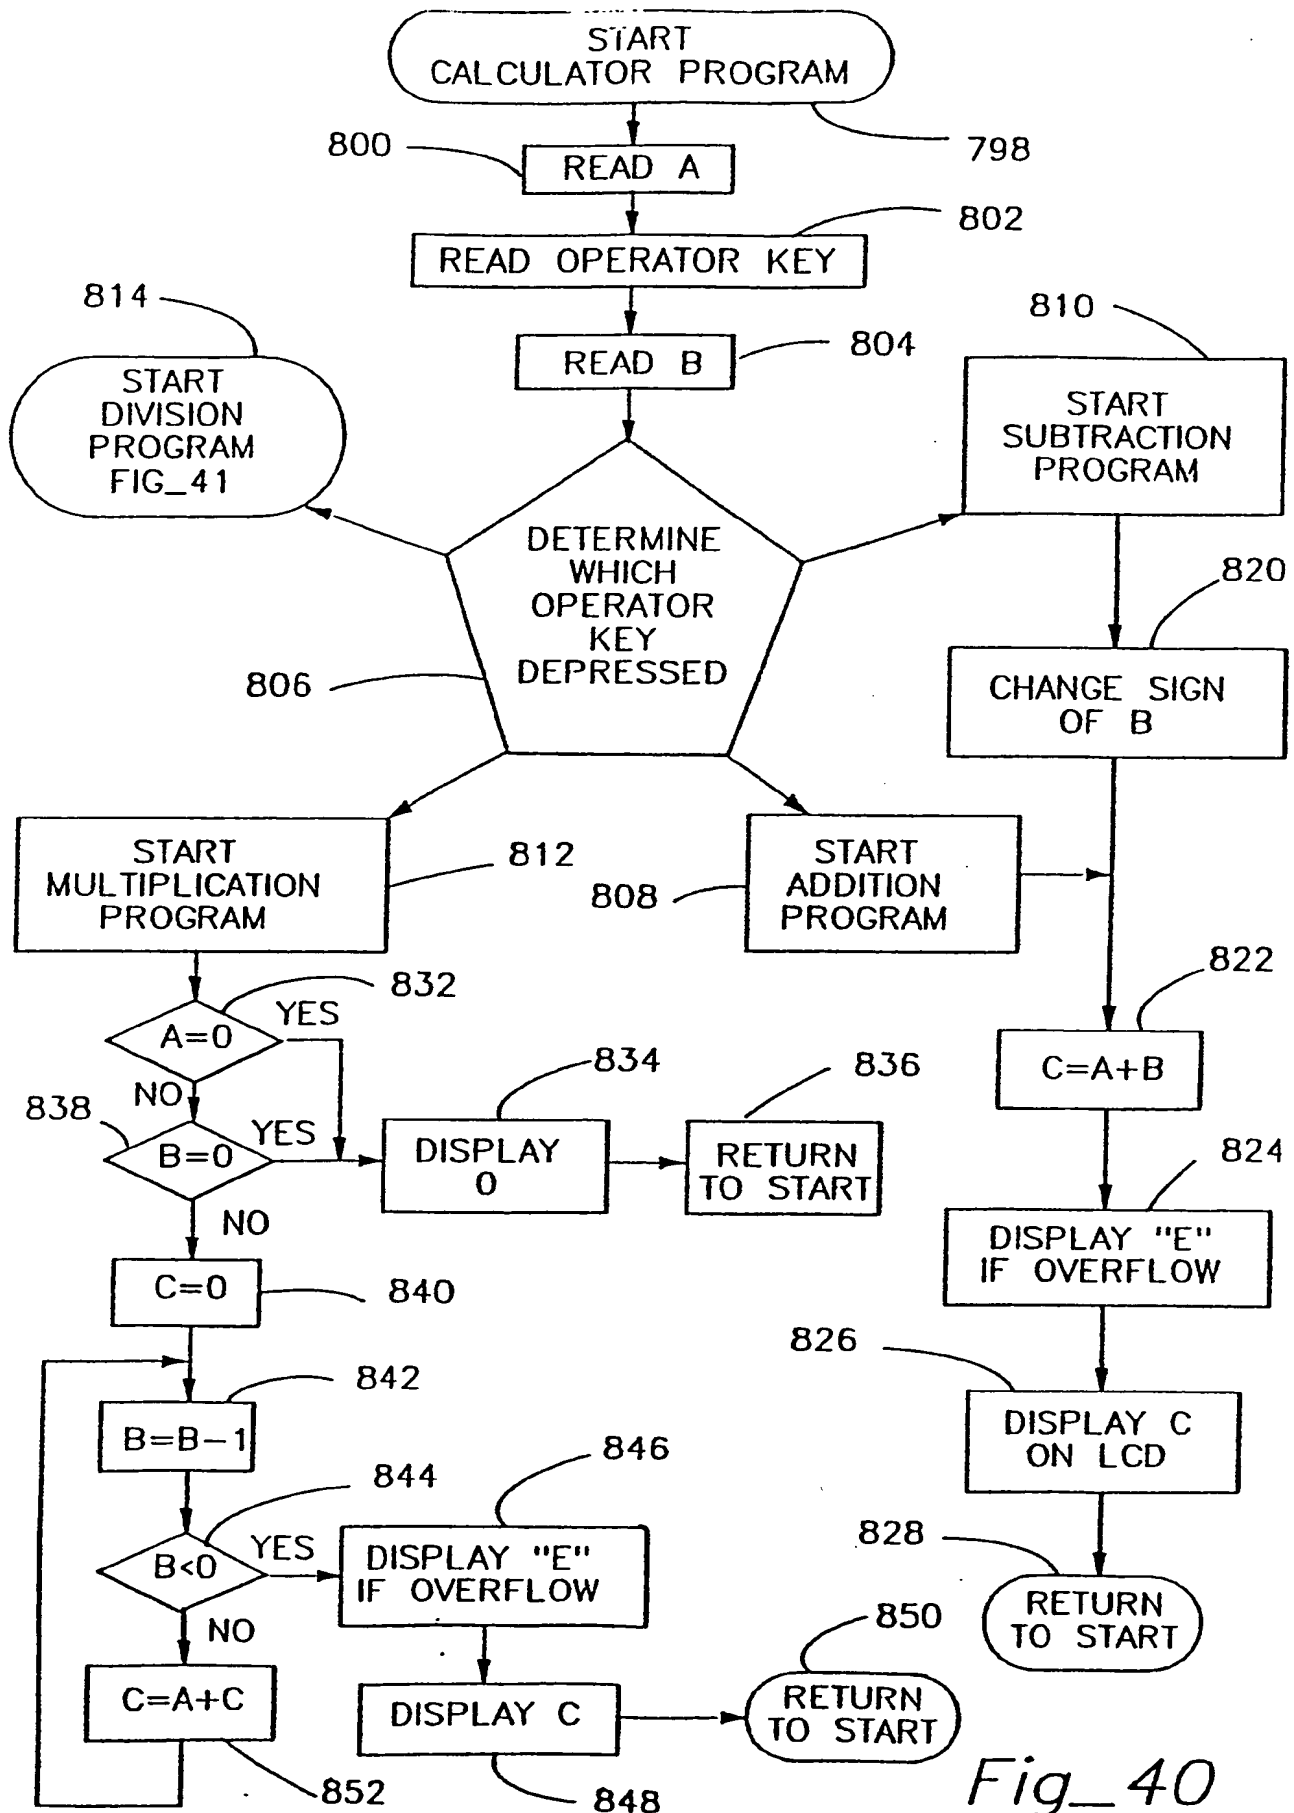 START
CALCULATOR PROGRAM
798
800
READ A
802
READ OPERATOR KEY
814
810
804
READ B
START
DIVISION
PROGRAM
FIG_41
START
SUBTRACTION
PROGRAM
DETERMINE
WHICH
OPERATOR
KEY
DEPRESSED
806
820
CHANGE SIGN
OF B
START
MULTIPLICATION
PROGRAM
812
808
START
ADDITION
PROGRAM
822
C=A+B
832
A=0
YES
NO
838
B=0
YES
834
DISPLAY
0
836
RETURN
TO START
824
DISPLAY "E"
IF OVERFLOW
NO
C=0
840
826
DISPLAY C
ON LCD
842
B=B-1
844
B<0
YES
846
DISPLAY "E"
IF OVERFLOW
828
RETURN
TO START
NO
C=A+C
852
DISPLAY C
848
850
RETURN
TO START
Fig_40